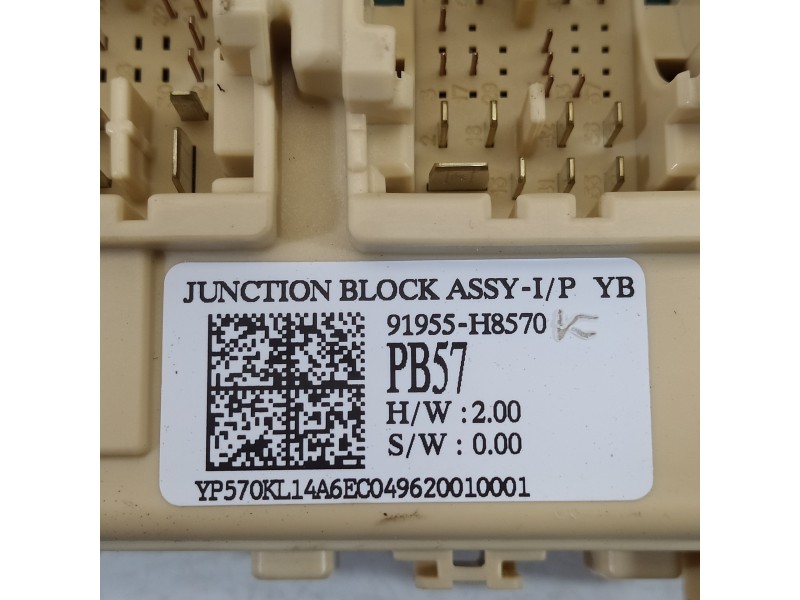 JUNCTION BLOCK ASSY-I/P YB
91955-H8570 K
PB57
H/W : 2.00
S/W : 0.00
YP570KL14A6EC049620010001